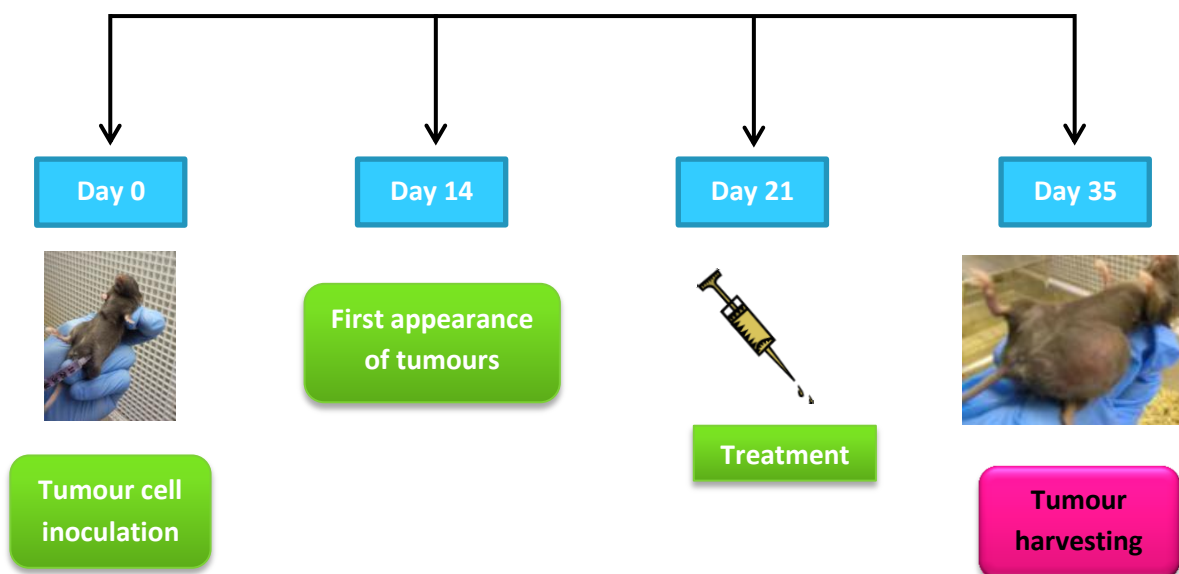 Day 0
Day 14
Day 21
Day 35
First appearance
of tumours
Treatment
Tumour cell
inoculation
Tumour
harvesting